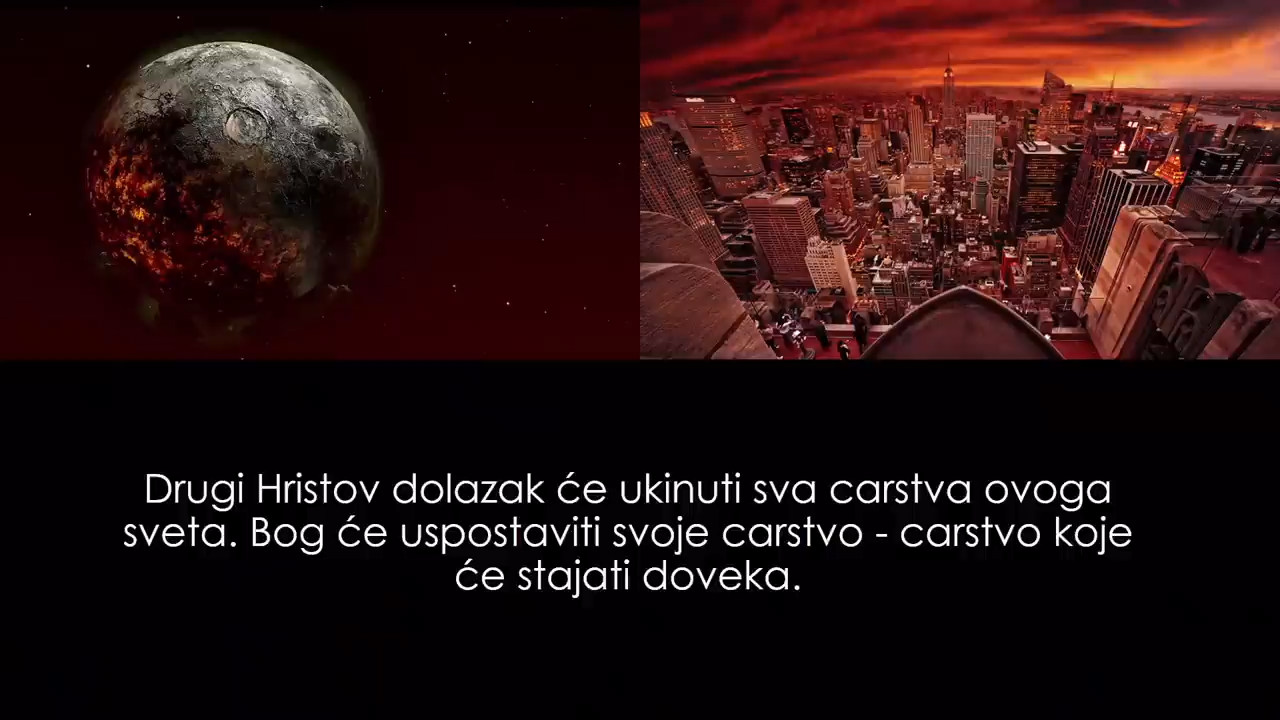 Drugi Hristov dolazak će ukinuti sva carstva ovoga
sveta. Bog će uspostaviti svoje carstvo - carstvo koje
će stajati doveka.